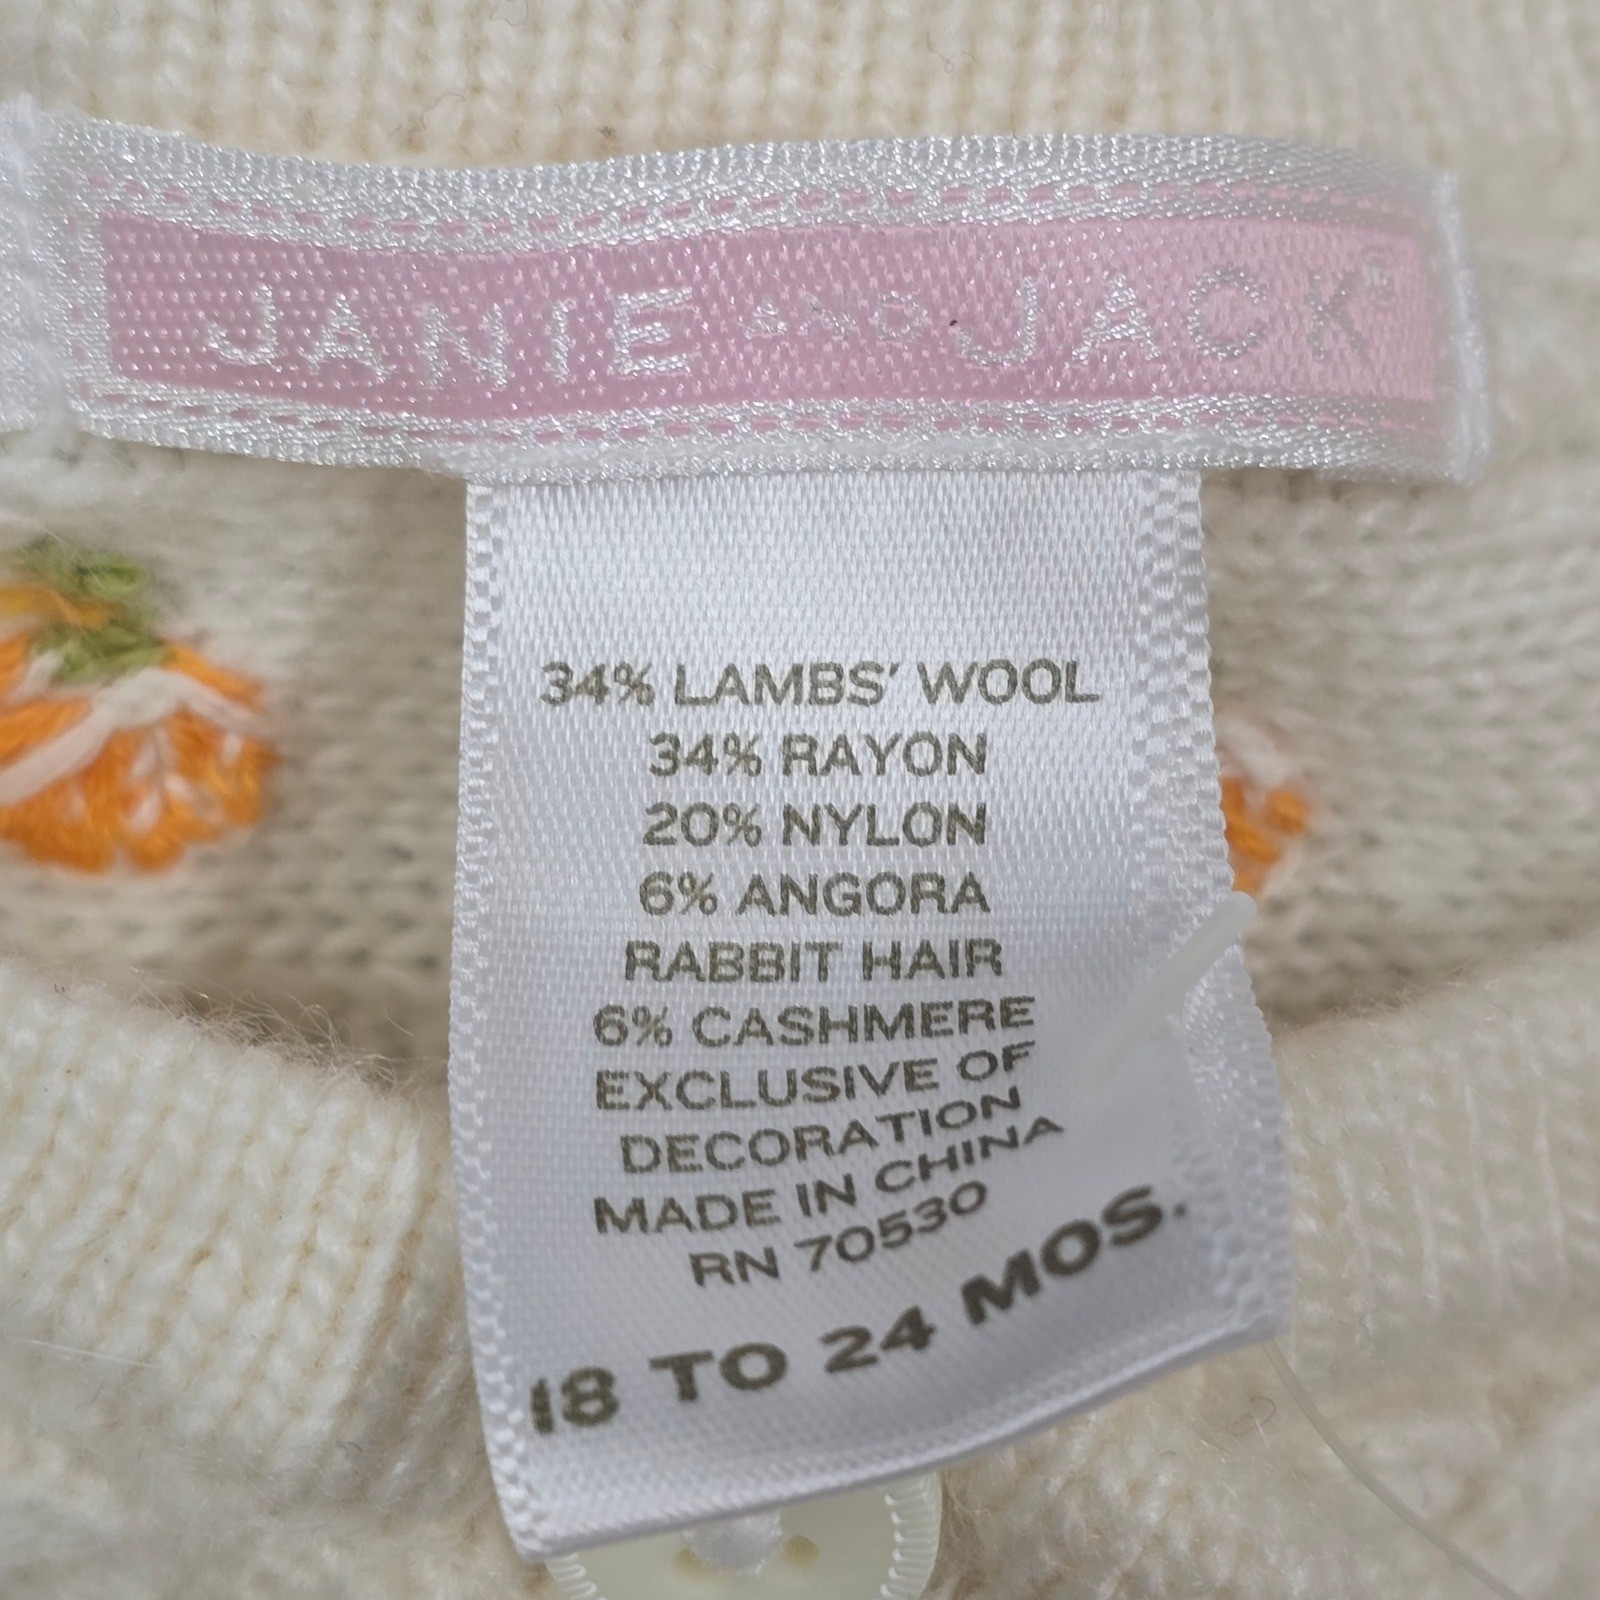 JANIE AND JACK®
34% LAMBS' WOOL
34% RAYON
20% NYLON
6% ANGORA
RABBIT HAIR
6% CASHMERE
EXCLUSIVE OF
DECORATION
MADE IN CHINA
RN 70530
18 TO 24 MOS.